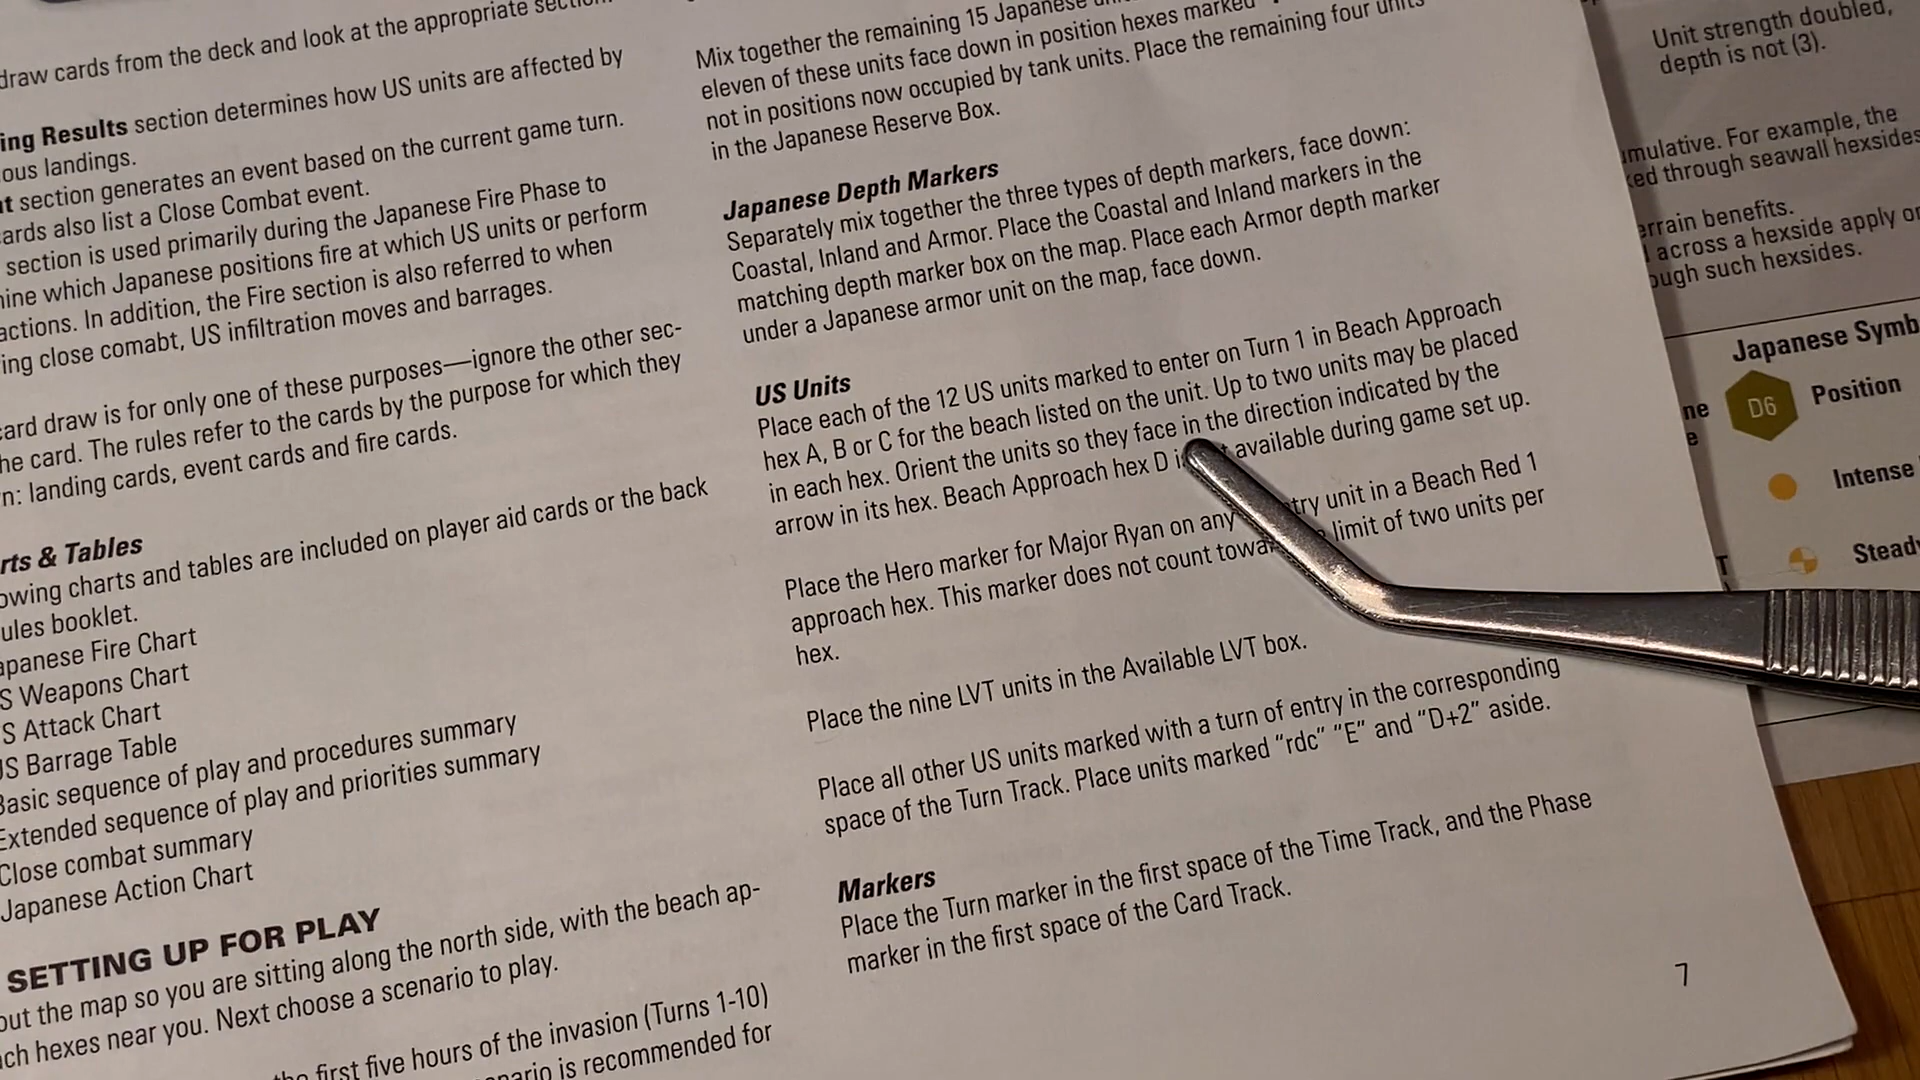 draw cards from the deck and look at the appropriate section.
ing Results section determines how US units are affected by
ous landings.
section generates an event based on the current game turn.
ards also list a Close Combat event.
section is used primarily during the Japanese Fire Phase to
mine which Japanese positions fire at which US units or perform
actions. In addition, the Fire section is also referred to when
ing close comabt, US infiltration moves and barrages.
card draw is for only one of these purposes—ignore the other sec-
he card. The rules refer to the cards by the purpose for which they
n: landing cards, event cards and fire cards.
rts & Tables
owing charts and tables are included on player aid cards or the back
ules booklet.
apanese Fire Chart
S Weapons Chart
S Attack Chart
US Barrage Table
Basic sequence of play and procedures summary
Extended sequence of play and priorities summary
Close combat summary
Japanese Action Chart
SETTING UP FOR PLAY
out the map so you are sitting along the north side, with the beach ap-
ach hexes near you. Next choose a scenario to play.
the first five hours of the invasion (Turns 1-10)
is recommended for
Mix together the remaining 15 Japanese
eleven of these units face down in position hexes marked
not in positions now occupied by tank units. Place the remaining four units
in the Japanese Reserve Box.
Japanese Depth Markers
Separately mix together the three types of depth markers, face down:
Coastal, Inland and Armor. Place the Coastal and Inland markers in the
matching depth marker box on the map. Place each Armor depth marker
under a Japanese armor unit on the map, face down.
US Units
Place each of the 12 US units marked to enter on Turn 1 in Beach Approach
hex A, B or C for the beach listed on the unit. Up to two units may be placed
in each hex. Orient the units so they face in the direction indicated by the
arrow in its hex. Beach Approach hex D available during game set up.
Place the Hero marker for Major Ryan on any try unit in a Beach Red 1
approach hex. This marker does not count limit of two units per
hex.
Place the nine LVT units in the Available LVT box.
Place all other US units marked with a turn of entry in the corresponding
space of the Turn Track. Place units marked "rdc" "E" and "D+2" aside.
Markers
Place the Turn marker in the first space of the Time Track, and the Phase
marker in the first space of the Card Track.
7
Unit strength doubled,
depth is not (3).
mulative. For example, the
ked through seawall hexsides
errain benefits.
across a hexside apply
ough such hexsides.
Japanese Symb
ne
e
D6
Position
Intense
T
Steady